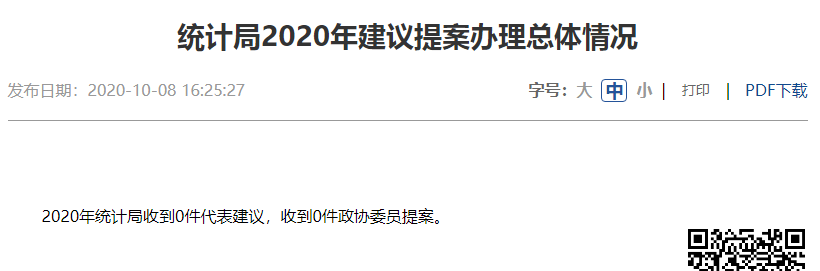 统计局2020年建议提案办理总体情况
发布日期：2020-10-08 16:25:27 字号：大 中 小 | 打印 | PDF下载
2020年统计局收到0件代表建议，收到0件政协委员提案。